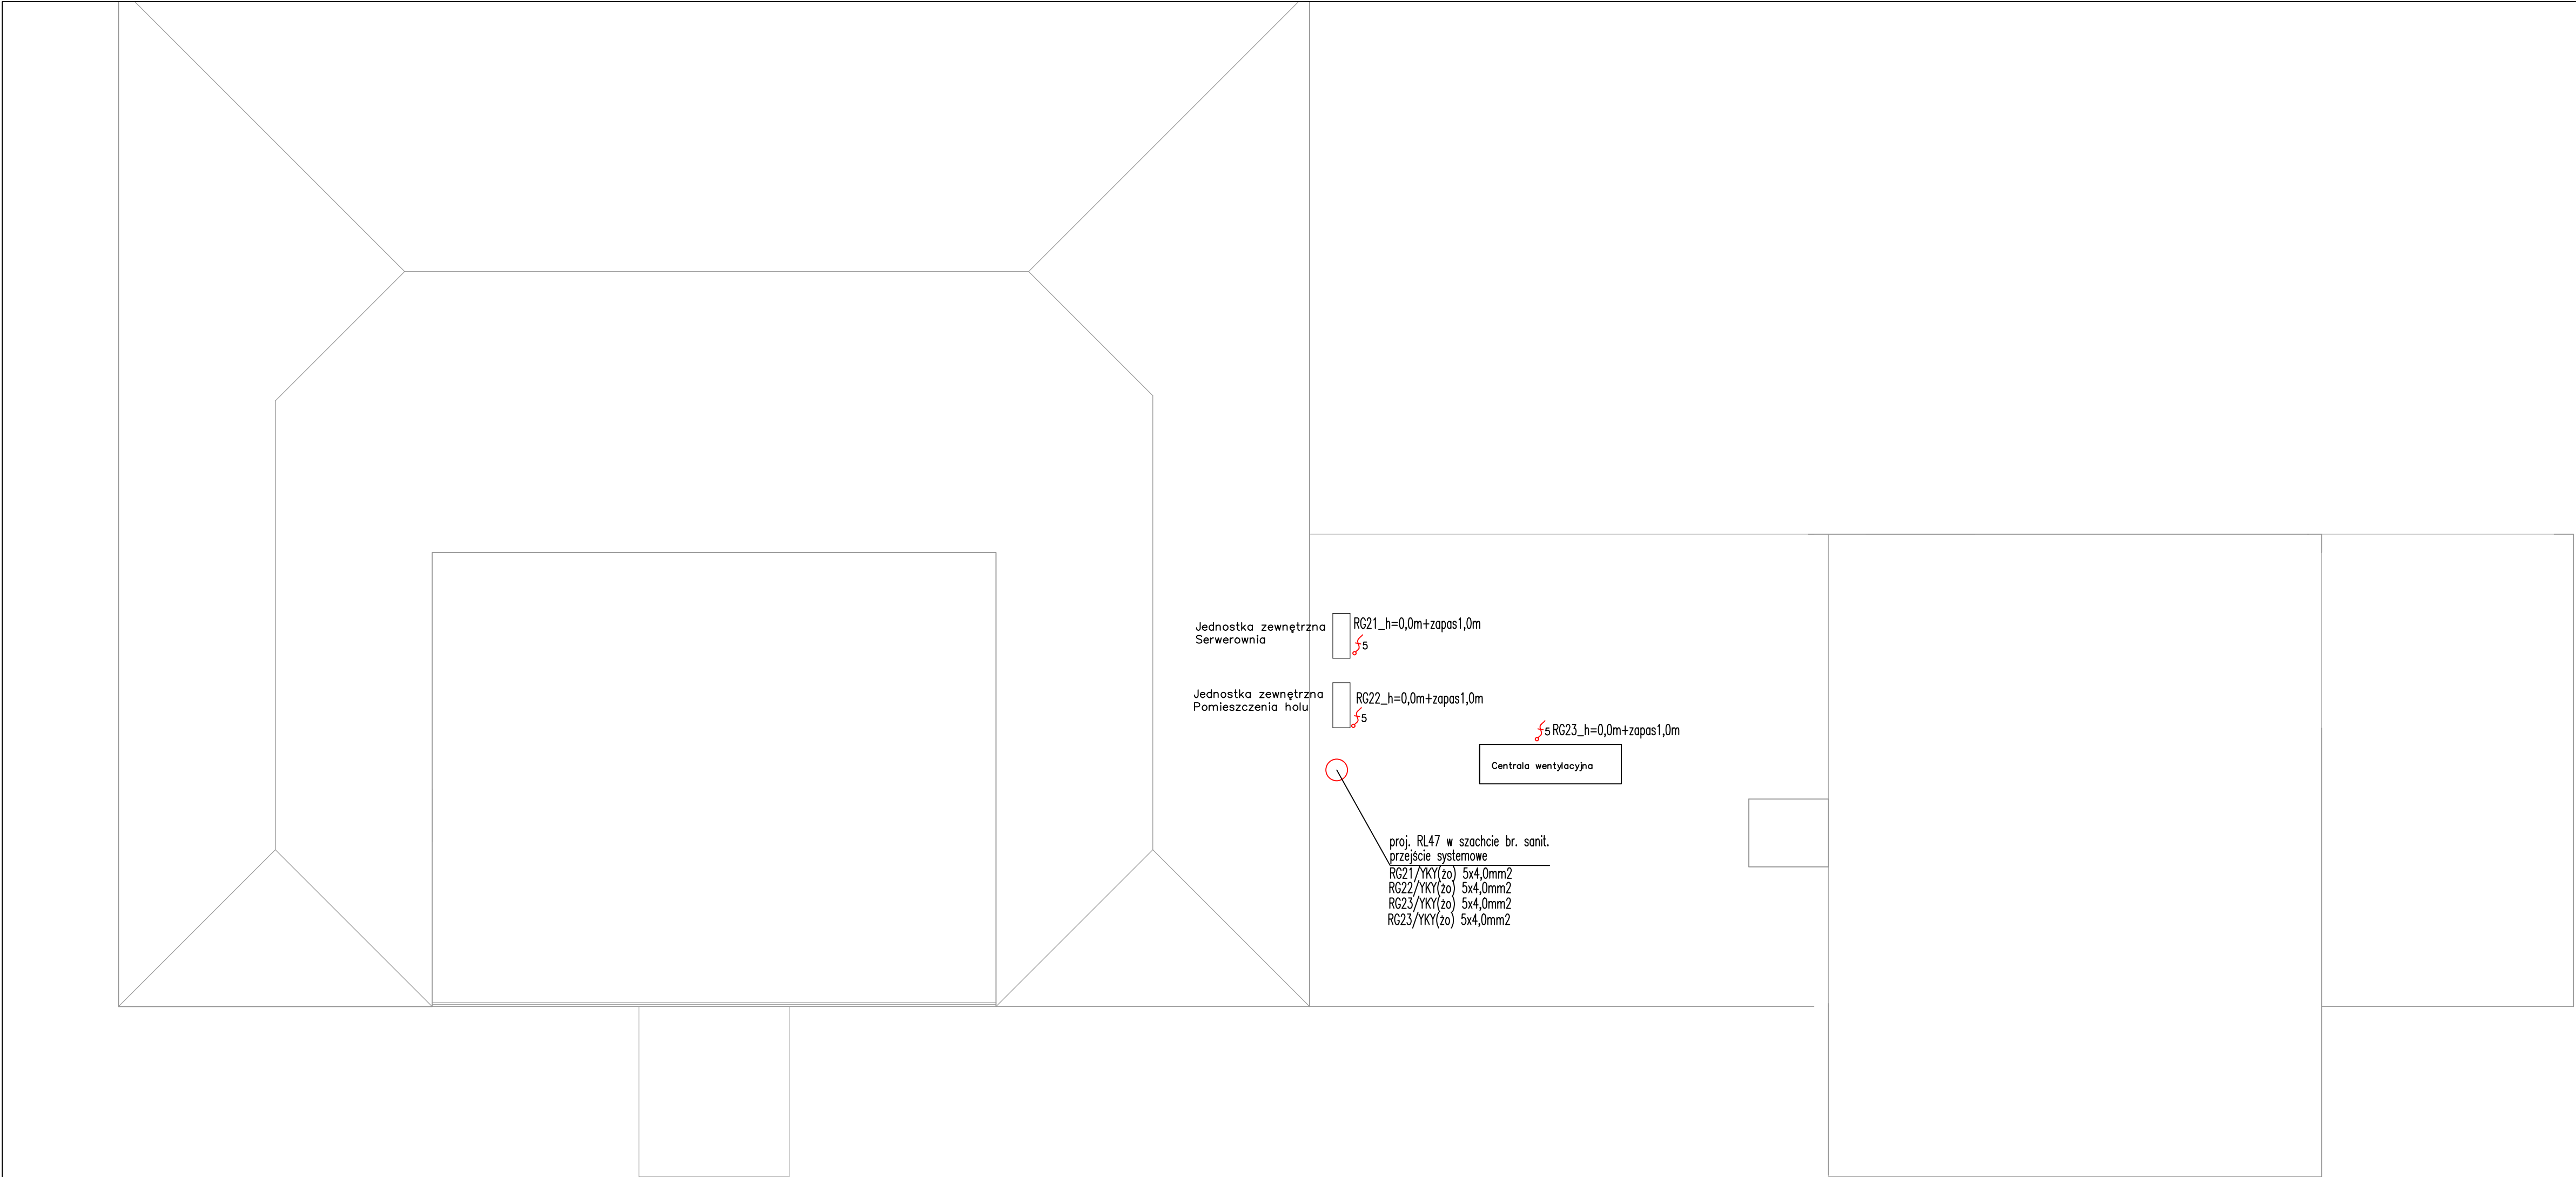 Jednostka zewnętrzna
Serwerownia
RG21_h=0,0m+zapas1,0m
5
Jednostka zewnętrzna
Pomieszczenia holu
RG22_h=0,0m+zapas1,0m
5
5 RG23_h=0,0m+zapas1,0m
Centrala wentylacyjna
proj. RL47 w szachcie br. sanit.
przejście systemowe
RG21/YKY(żo) 5x4,0mm2
RG22/YKY(żo) 5x4,0mm2
RG23/YKY(żo) 5x4,0mm2
RG23/YKY(żo) 5x4,0mm2